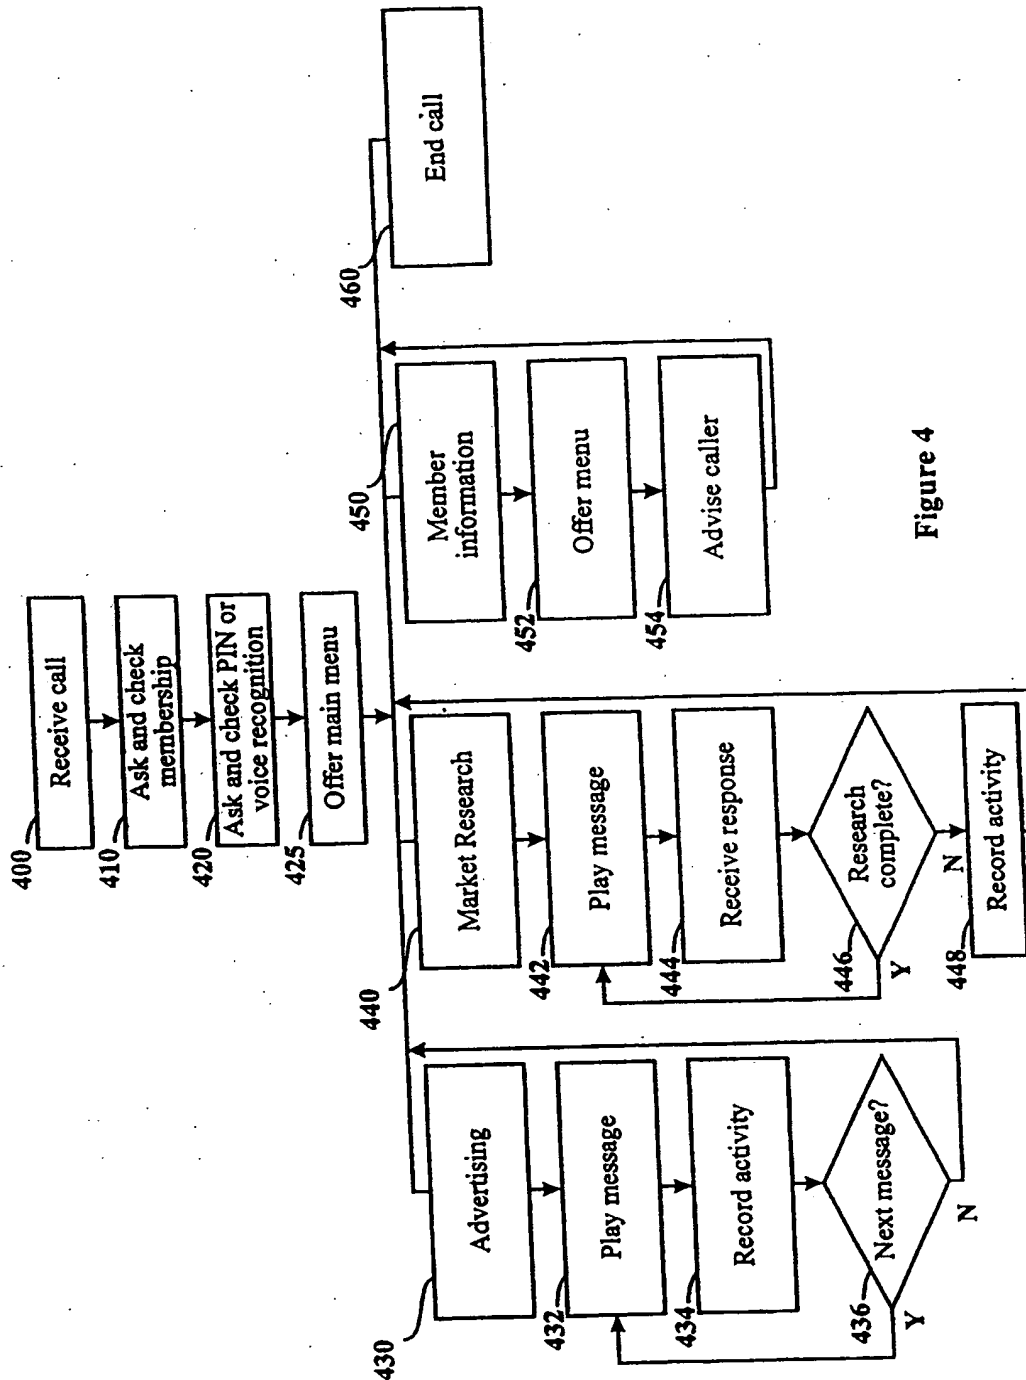 400
Receive call
410
Ask and check
membership
420
Ask and check PIN or
voice recognition
425
Offer main menu
430
Advertising
432
Play message
434
Record activity
436
Next message?
Y
N
440
Market Research
442
Play message
444
Receive response
446
Research
complete?
Y
N
448
Record activity
450
Member
information
452
Offer menu
454
Advise caller
460
End call
Figure 4